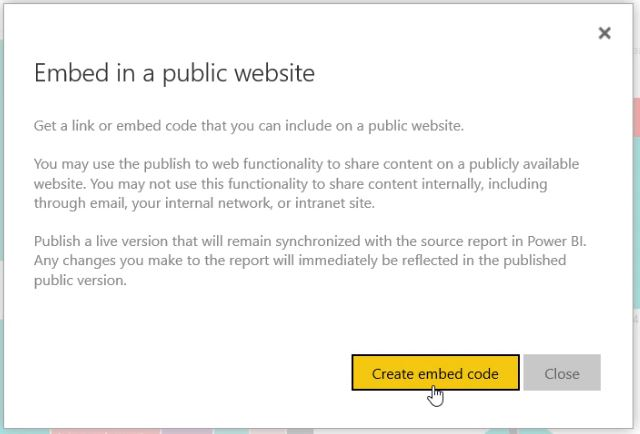 Embed in a public website
Get a link or embed code that you can include on a public website.
You may use the publish to web functionality to share content on a publicly available
website. You may not use this functionality to share content internally, including
through email, your internal network, or intranet site.
Publish a live version that will remain synchronized with the source report in Power BI.
Any changes you make to the report will immediately be reflected in the published
public version.
Create embed code
Close